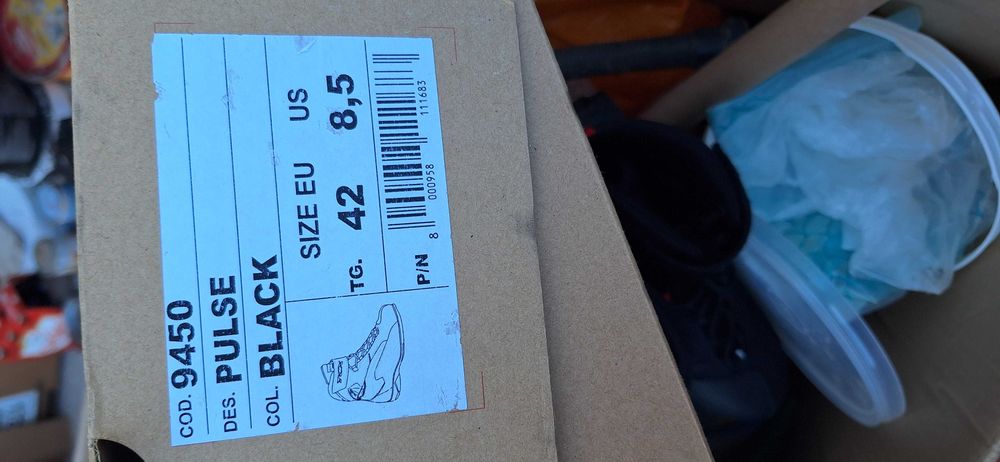 COD. 9450
DES. PULSE
COL. BLACK
SIZE EU US
TG. 42 8,5
P/N 8 000958 111683